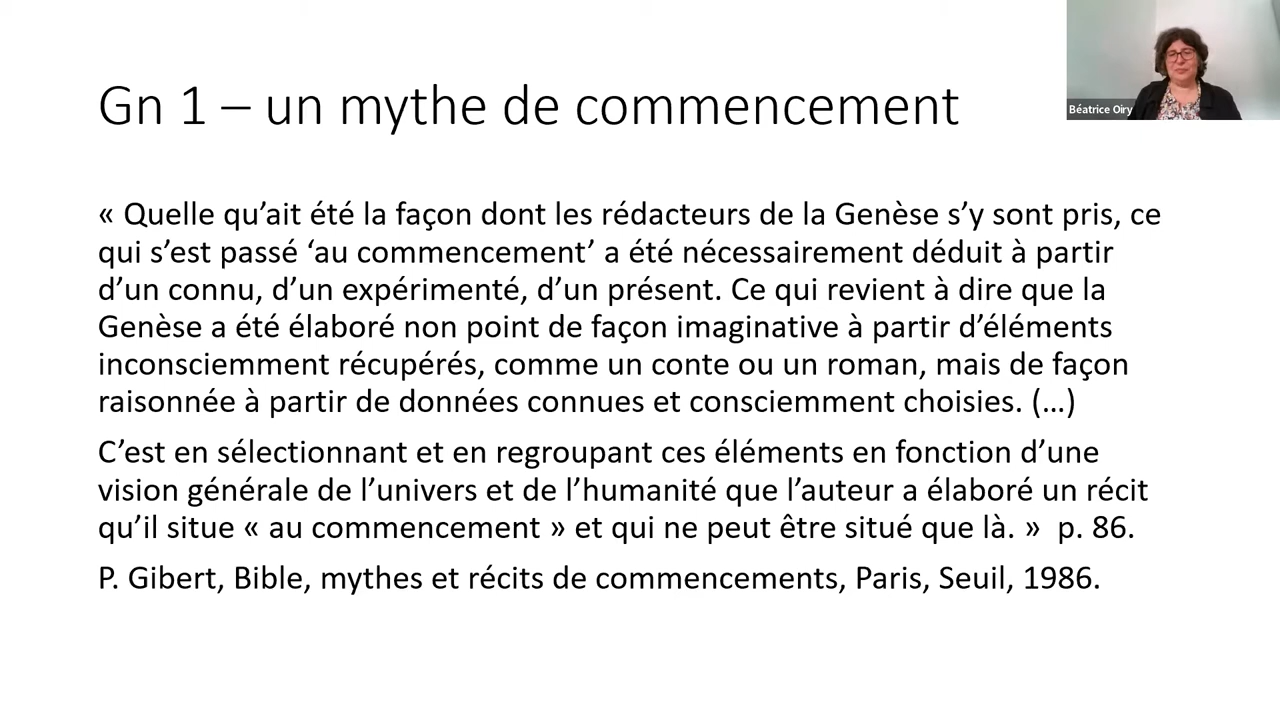 Gn 1 – un mythe de commencement
Béatrice Oiry
« Quelle qu’ait été la façon dont les rédacteurs de la Genèse s’y sont pris, ce
qui s’est passé ‘au commencement’ a été nécessairement déduit à partir
d’un connu, d’un expérimenté, d’un présent. Ce qui revient à dire que la
Genèse a été élaboré non point de façon imaginative à partir d’éléments
inconsciemment récupérés, comme un conte ou un roman, mais de façon
raisonnée à partir de données connues et consciemment choisies. (…)
C’est en sélectionnant et en regroupant ces éléments en fonction d’une
vision générale de l’univers et de l’humanité que l’auteur a élaboré un récit
qu’il situe « au commencement » et qui ne peut être situé que là. »  p. 86.
P. Gibert, Bible, mythes et récits de commencements, Paris, Seuil, 1986.